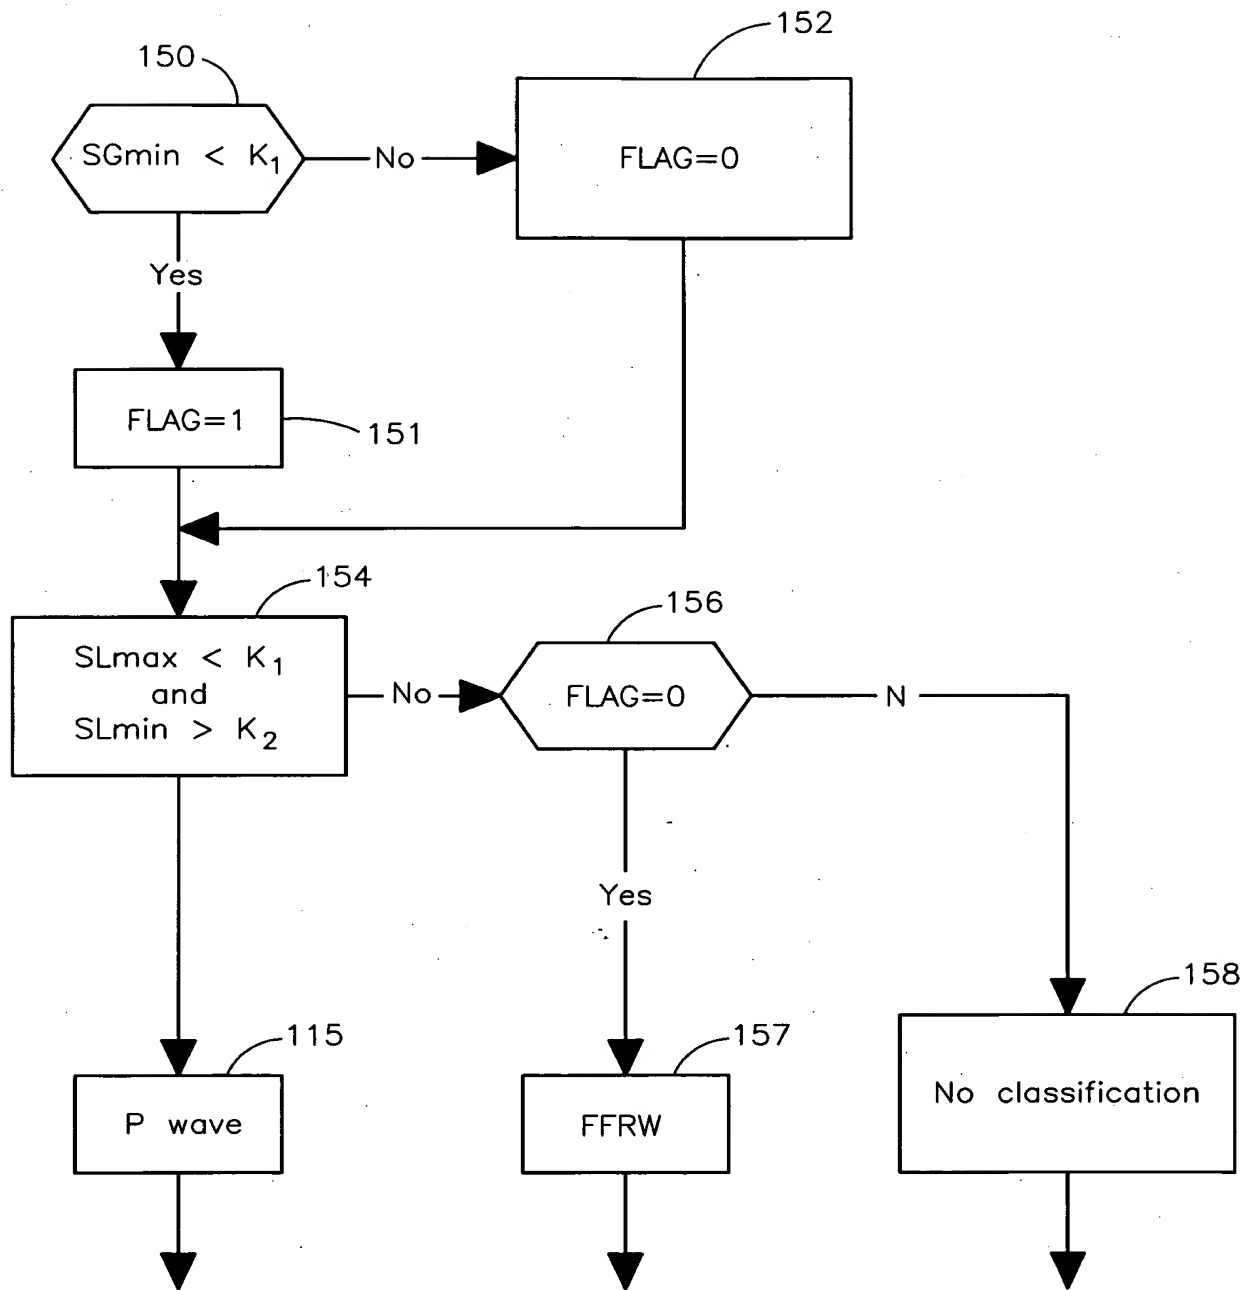 150
152
SGmin < K1
No
FLAG=0
Yes
FLAG=1
151
154
156
SLmax < K1
and
SLmin > K2
No
FLAG=0
N
Yes
158
115
157
P wave
FFRW
No classification